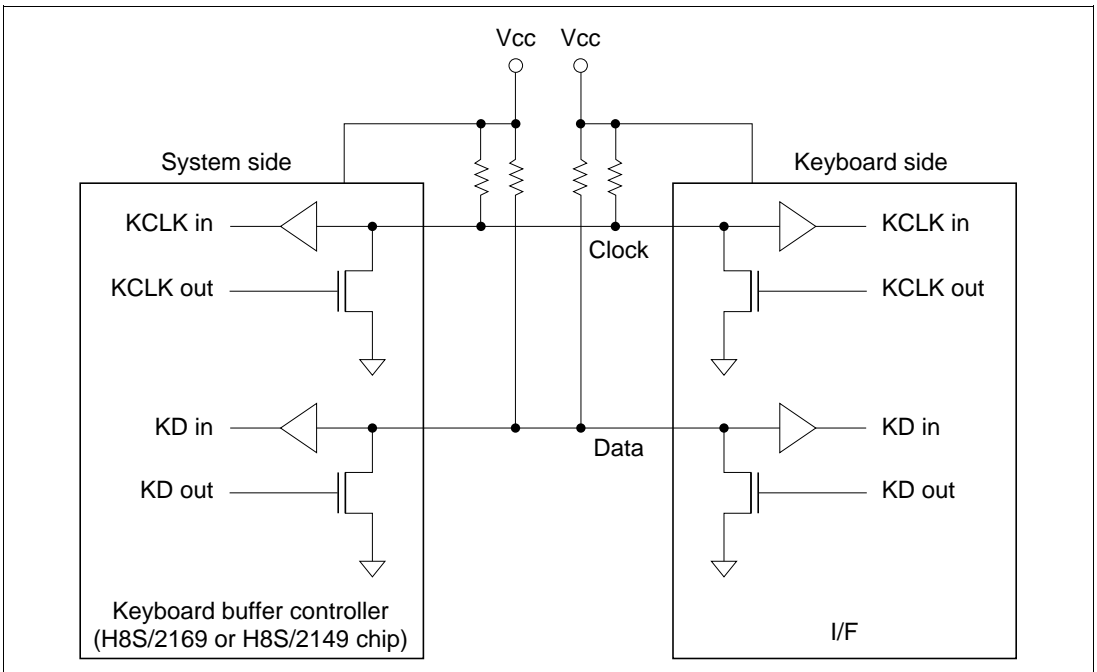 Vcc Vcc
System side
Keyboard side
KCLK in
KCLK in
Clock
KCLK out
KCLK out
KD in
KD in
Data
KD out
KD out
Keyboard buffer controller
(H8S/2169 or H8S/2149 chip)
I/F